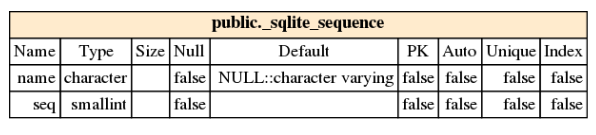 public._sqlite_sequence
Name Type Size Null Default PK Auto Unique Index
name character false NULL::character varying false false false false
seq smallint false false false false false